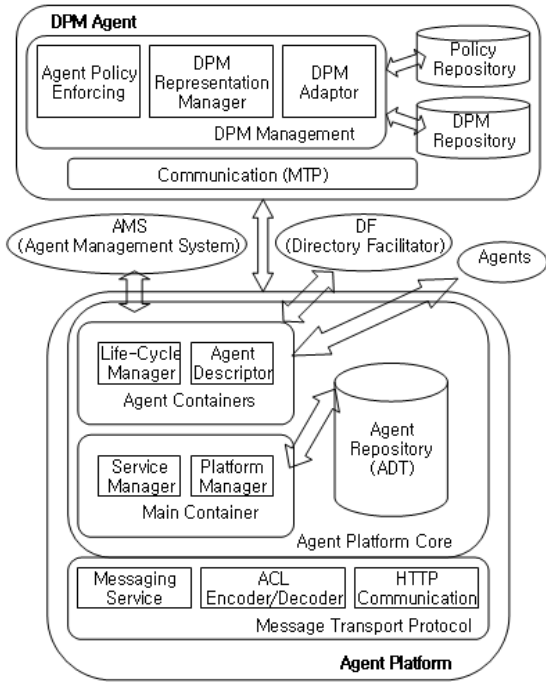 DPM Agent
Agent Policy
Enforcing
DPM
Representation
Manager
DPM
Adaptor
DPM Management
Policy
Repository
DPM
Repository
Communication (MTP)
AMS
(Agent Management System)
DF
(Directory Facilitator)
Agents
Life-Cycle
Manager
Agent
Descriptor
Agent Containers
Service
Manager
Platform
Manager
Main Container
Agent
Repository
(ADT)
Agent Platform Core
Messaging
Service
ACL
Encoder/Decoder
HTTP
Communication
Message Transport Protocol
Agent Platform